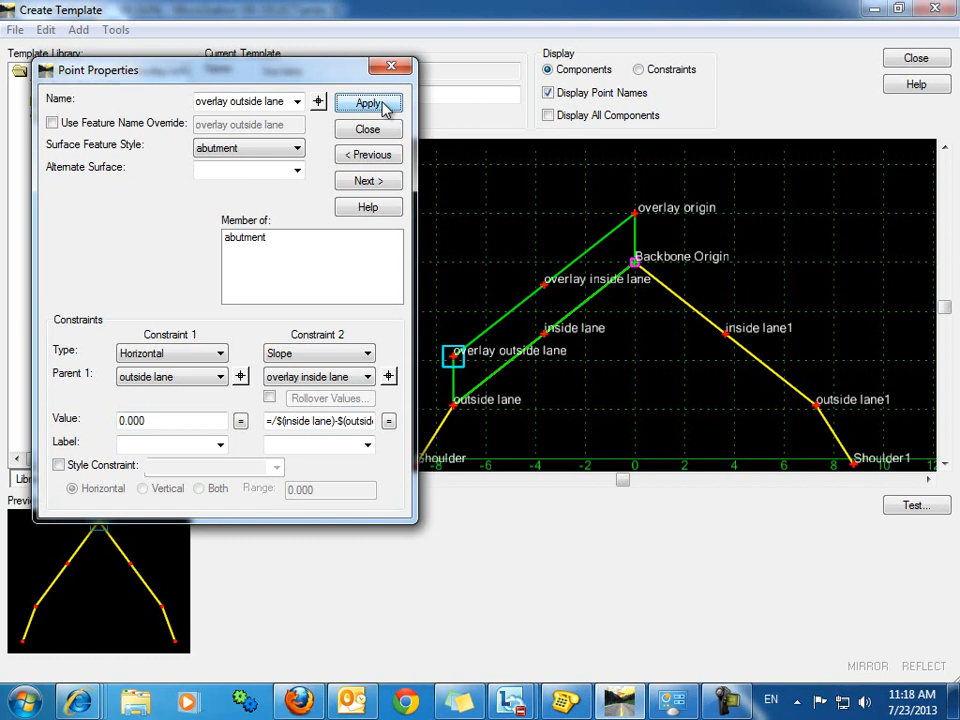 Create Template
File Edit Add Tools
Template Library:
Current Template
Display
Components
Constraints
Display Point Names
Display All Components
Close
Help
Point Properties
Name:
overlay outside lane
Apply
Use Feature Name Override:
overlay outside lane
Close
Surface Feature Style:
abutment
< Previous
Alternate Surface:
Next >
Help
Member of:
abutment
Constraints
Constraint 1
Constraint 2
Type:
Horizontal
Slope
Parent 1:
outside lane
overlay inside lane
Rollover Values...
Value:
0.000
=/$(inside lane)-$(outside
Label:
Style Constraint:
Horizontal
Vertical
Both
Range:
0.000
overlay origin
Backbone Origin
overlay inside lane
inside lane
inside lane1
overlay outside lane
outside lane
outside lane1
Shoulder
Shoulder1
-8 -6 -4 -2 0 2 4 6 8 10 12
Test...
MIRROR REFLECT
EN
11:18 AM
7/23/2013